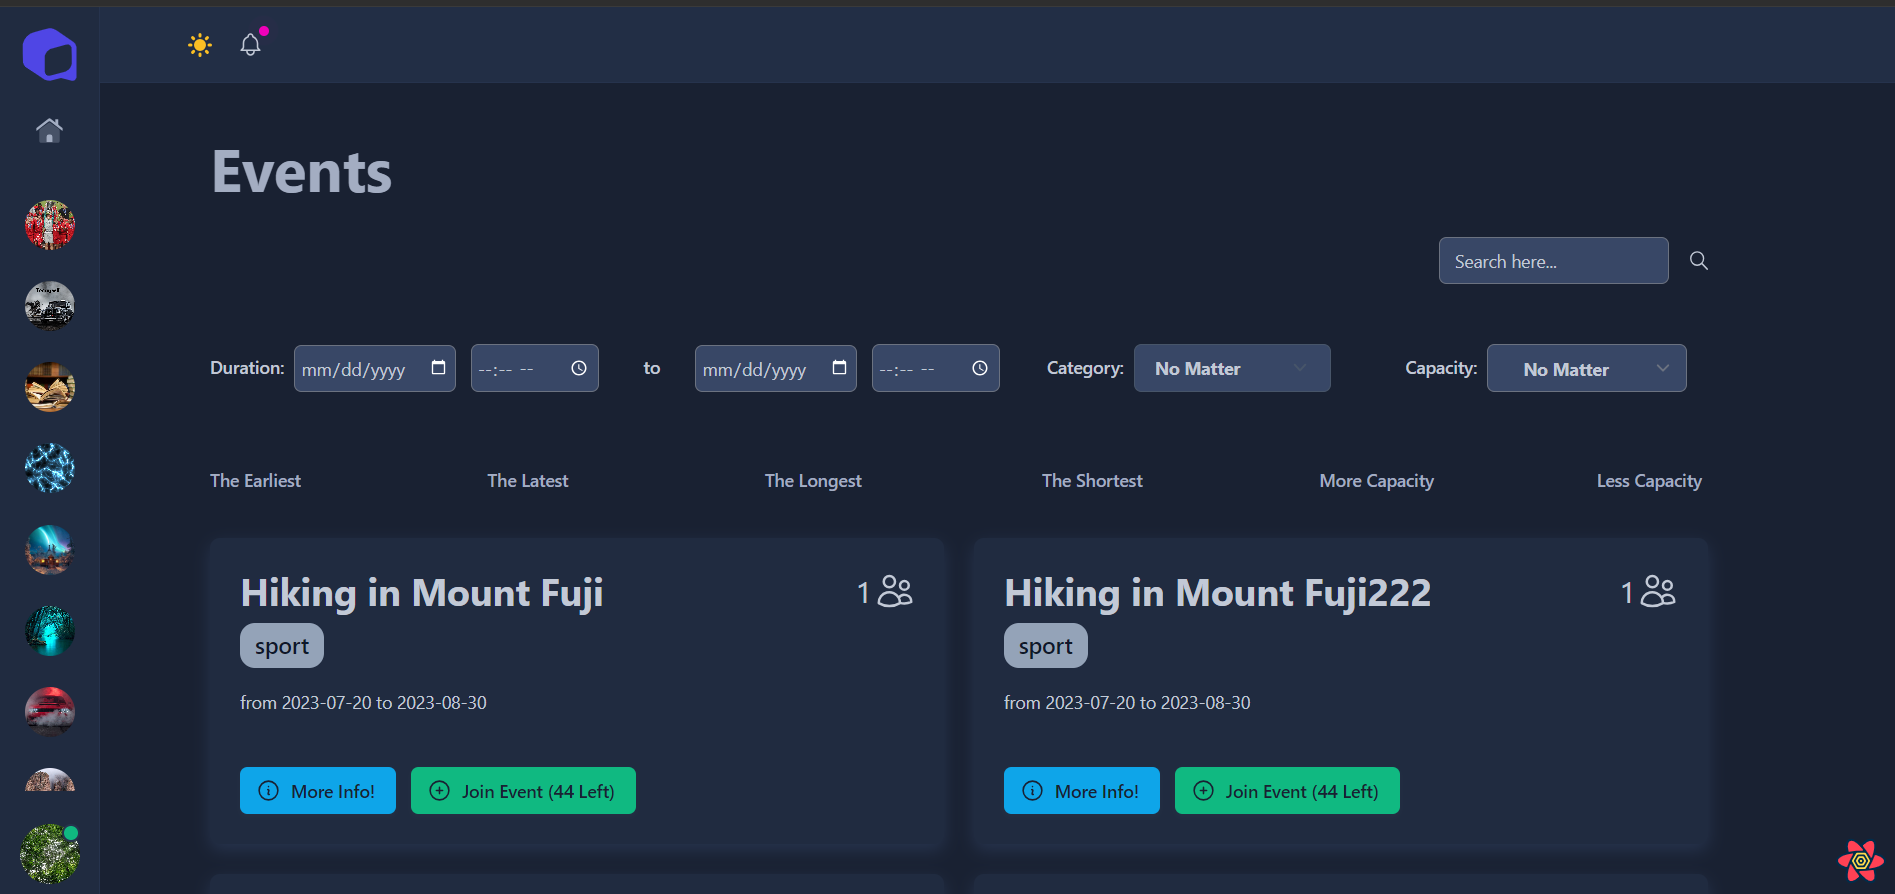 Events
Search here...
Duration: mm/dd/yyyy --:-- -- to mm/dd/yyyy --:-- -- Category: No Matter Capacity: No Matter
The Earliest The Latest The Longest The Shortest More Capacity Less Capacity
Hiking in Mount Fuji 1
sport
from 2023-07-20 to 2023-08-30
More Info! Join Event (44 Left)
Hiking in Mount Fuji222 1
sport
from 2023-07-20 to 2023-08-30
More Info! Join Event (44 Left)